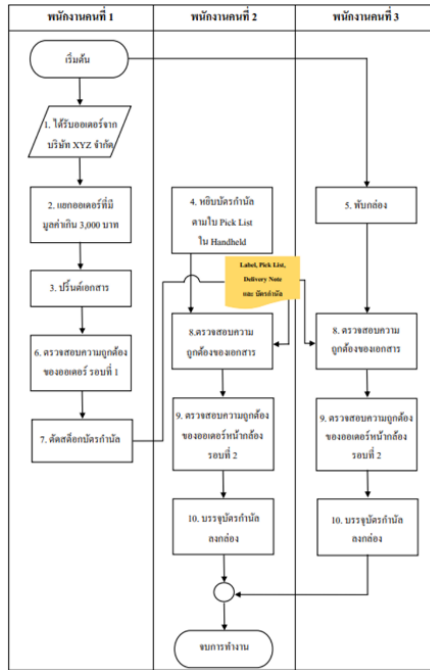 พนักงานคนที่ 1
พนักงานคนที่ 2
พนักงานคนที่ 3
เริ่มต้น
1. ได้รับออเดอร์จาก
บริษัท XYZ จำกัด
2. แยกออเดอร์ที่มี
มูลค่าเกิน 3,000 บาท
3. ปริ้นต์เอกสาร
6. ตรวจสอบความถูกต้อง
ของออเดอร์ รอบที่ 1
7. ตัดสต็อกบัตรกำนัล
4. หยิบบัตรกำนัล
ตามใบ Pick List
ใน Handheld
Label, Pick List,
Delivery Note
และ บัตรกำนัล
8.ตรวจสอบความ
ถูกต้องของเอกสาร
9. ตรวจสอบความถูกต้อง
ของออเดอร์หน้ากล้อง
รอบที่ 2
10. บรรจุบัตรกำนัล
ลงกล่อง
จบการทำงาน
5. พับกล่อง
8. ตรวจสอบความ
ถูกต้องของเอกสาร
9. ตรวจสอบความถูกต้อง
ของออเดอร์หน้ากล้อง
รอบที่ 2
10. บรรจุบัตรกำนัล
ลงกล่อง